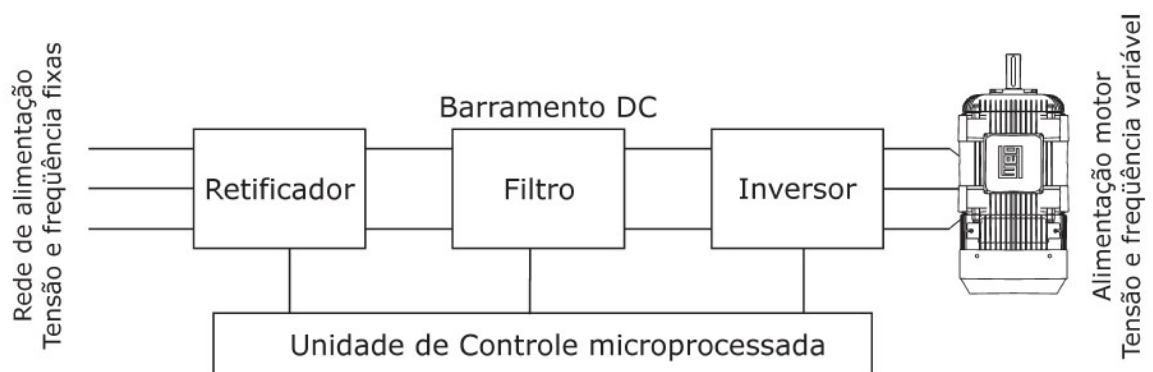 Rede de alimentação
Tensão e freqüência fixas
Barramento DC
Retificador
Filtro
Inversor
WEG
Alimentação motor
Tensão e freqüência variável
Unidade de Controle microprocessada